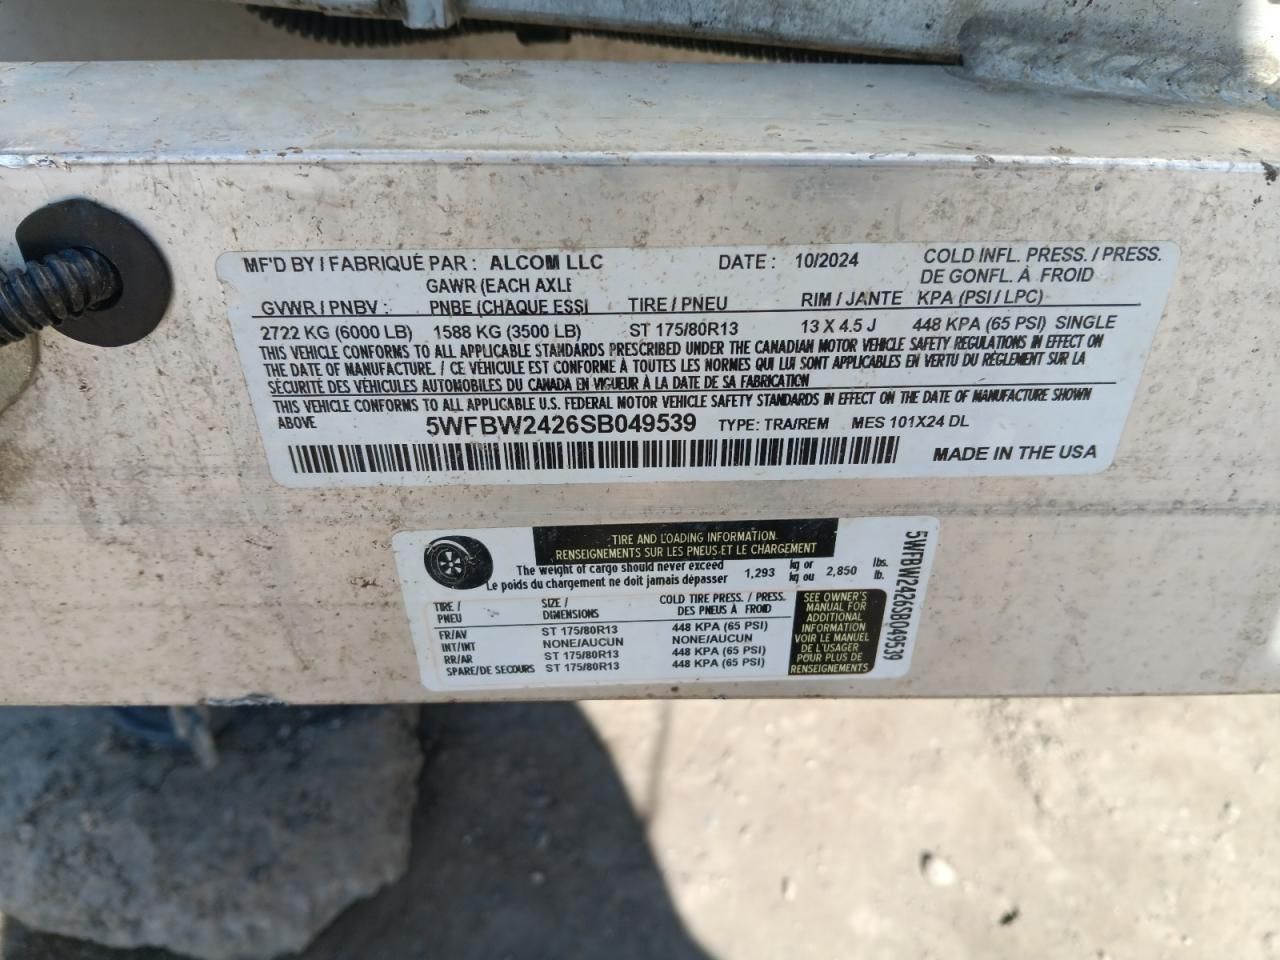 MF'D BY / FABRIQUÉ PAR : ALCOM LLC DATE : 10/2024 COLD INFL. PRESS. / PRESS.
DE GONFL. À FROID
GAWR (EACH AXLE
GVWR / PNBV : PNBE (CHAQUE ESSI TIRE / PNEU RIM / JANTE KPA (PSI / LPC)
2722 KG (6000 LB) 1588 KG (3500 LB) ST 175/80R13 13 X 4.5 J 448 KPA (65 PSI) SINGLE
THIS VEHICLE CONFORMS TO ALL APPLICABLE STANDARDS PRESCRIBED UNDER THE CANADIAN MOTOR VEHICLE SAFETY REGULATIONS IN EFFECT ON
THE DATE OF MANUFACTURE. / CE VÉHICULE EST CONFORME À TOUTES LES NORMES QUI LUI SONT APPLICABLES EN VERTU DU RÈGLEMENT SUR LA
SÉCURITÉ DES VÉHICULES AUTOMOBILES DU CANADA EN VIGUEUR À LA DATE DE SA FABRICATION
THIS VEHICLE CONFORMS TO ALL APPLICABLE U.S. FEDERAL MOTOR VEHICLE SAFETY STANDARDS IN EFFECT ON THE DATE OF MANUFACTURE SHOWN
ABOVE 5WFBW2426SB049539 TYPE: TRA/REM MES 101X24 DL
MADE IN THE USA
TIRE AND LOADING INFORMATION
RENSEIGNEMENTS SUR LES PNEUS ET LE CHARGEMENT
The weight of cargo should never exceed 1,293 kg or 2,850 lbs.
Le poids du chargement ne doit jamais dépasser kg ou lb.
TIRE / SIZE / COLD TIRE PRESS. / PRESS.
PNEU DIMENSIONS DES PNEUS À FROID
FR/AV ST 175/80R13 448 KPA (65 PSI)
INT/INT NONE/AUCUN NONE/AUCUN
RR/AR ST 175/80R13 448 KPA (65 PSI)
SPARE/DE SECOURS ST 175/80R13 448 KPA (65 PSI)
SEE OWNER'S
MANUAL FOR
ADDITIONAL
INFORMATION
VOIR LE MANUEL
DE L'USAGER
POUR PLUS DE
RENSEIGNEMENTS
5WFBW2426SB049539